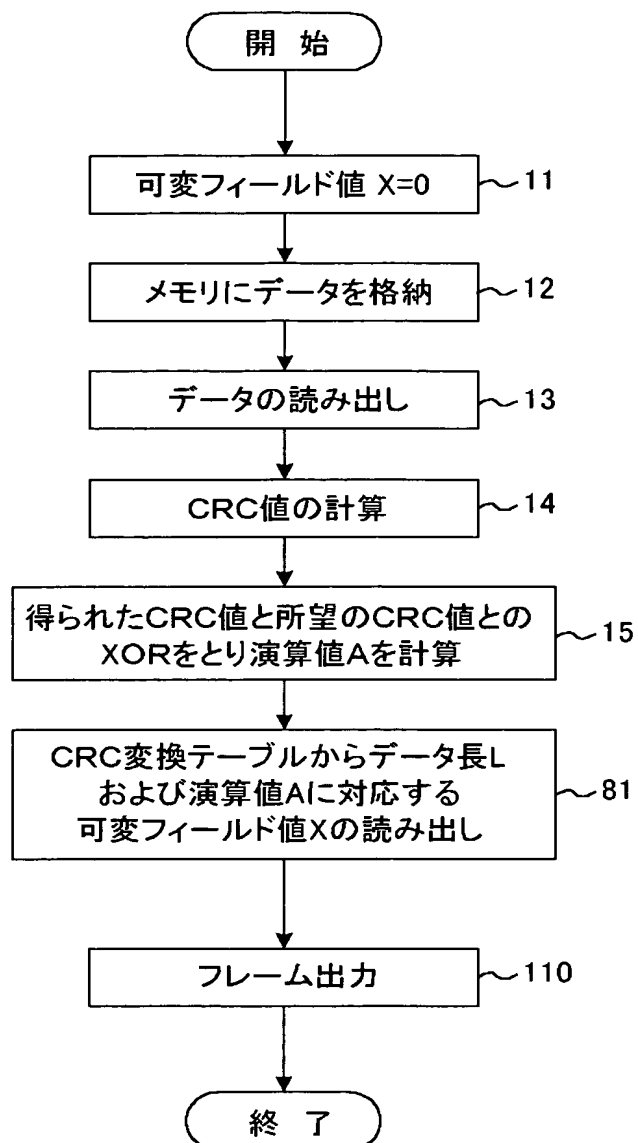 開 始
可変フィールド値 X=0
11
メモリにデータを格納
12
データの読み出し
13
CRC値の計算
14
得られたCRC値と所望のCRC値との
XORをとり演算値Aを計算
15
CRC変換テーブルからデータ長L
および演算値Aに対応する
可変フィールド値Xの読み出し
81
フレーム出力
110
終 了